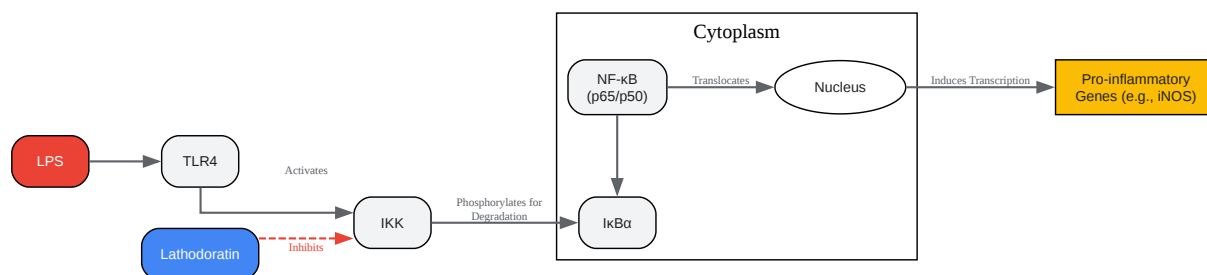 Cytoplasm
NF-κB
(p65/p50)
Translocates
Nucleus
Induces Transcription
Pro-inflammatory
Genes (e.g., iNOS)
LPS
TLR4
Activates
IKK
Phosphorylates for
Degradation
IκBα
Lathodoratin
Inhibits